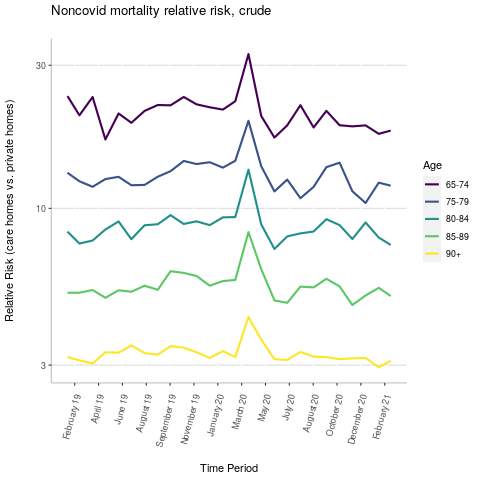 Noncovid mortality relative risk, crude
Relative Risk (care homes vs. private homes)
30
10
3
February 19
April 19
June 19
August 19
September 19
November 19
January 20
March 20
May 20
July 20
August 20
October 20
December 20
February 21
Time Period
Age
65-74
75-79
80-84
85-89
90+